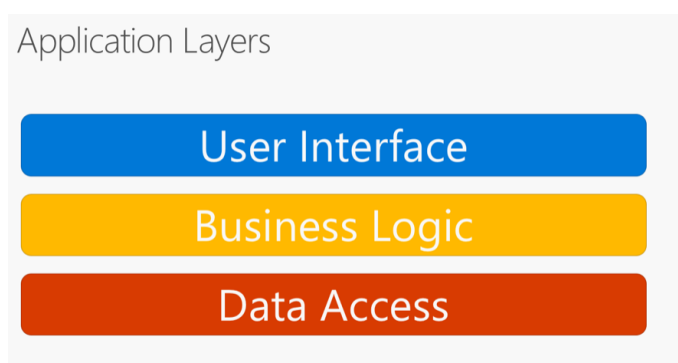 Application Layers
User Interface
Business Logic
Data Access